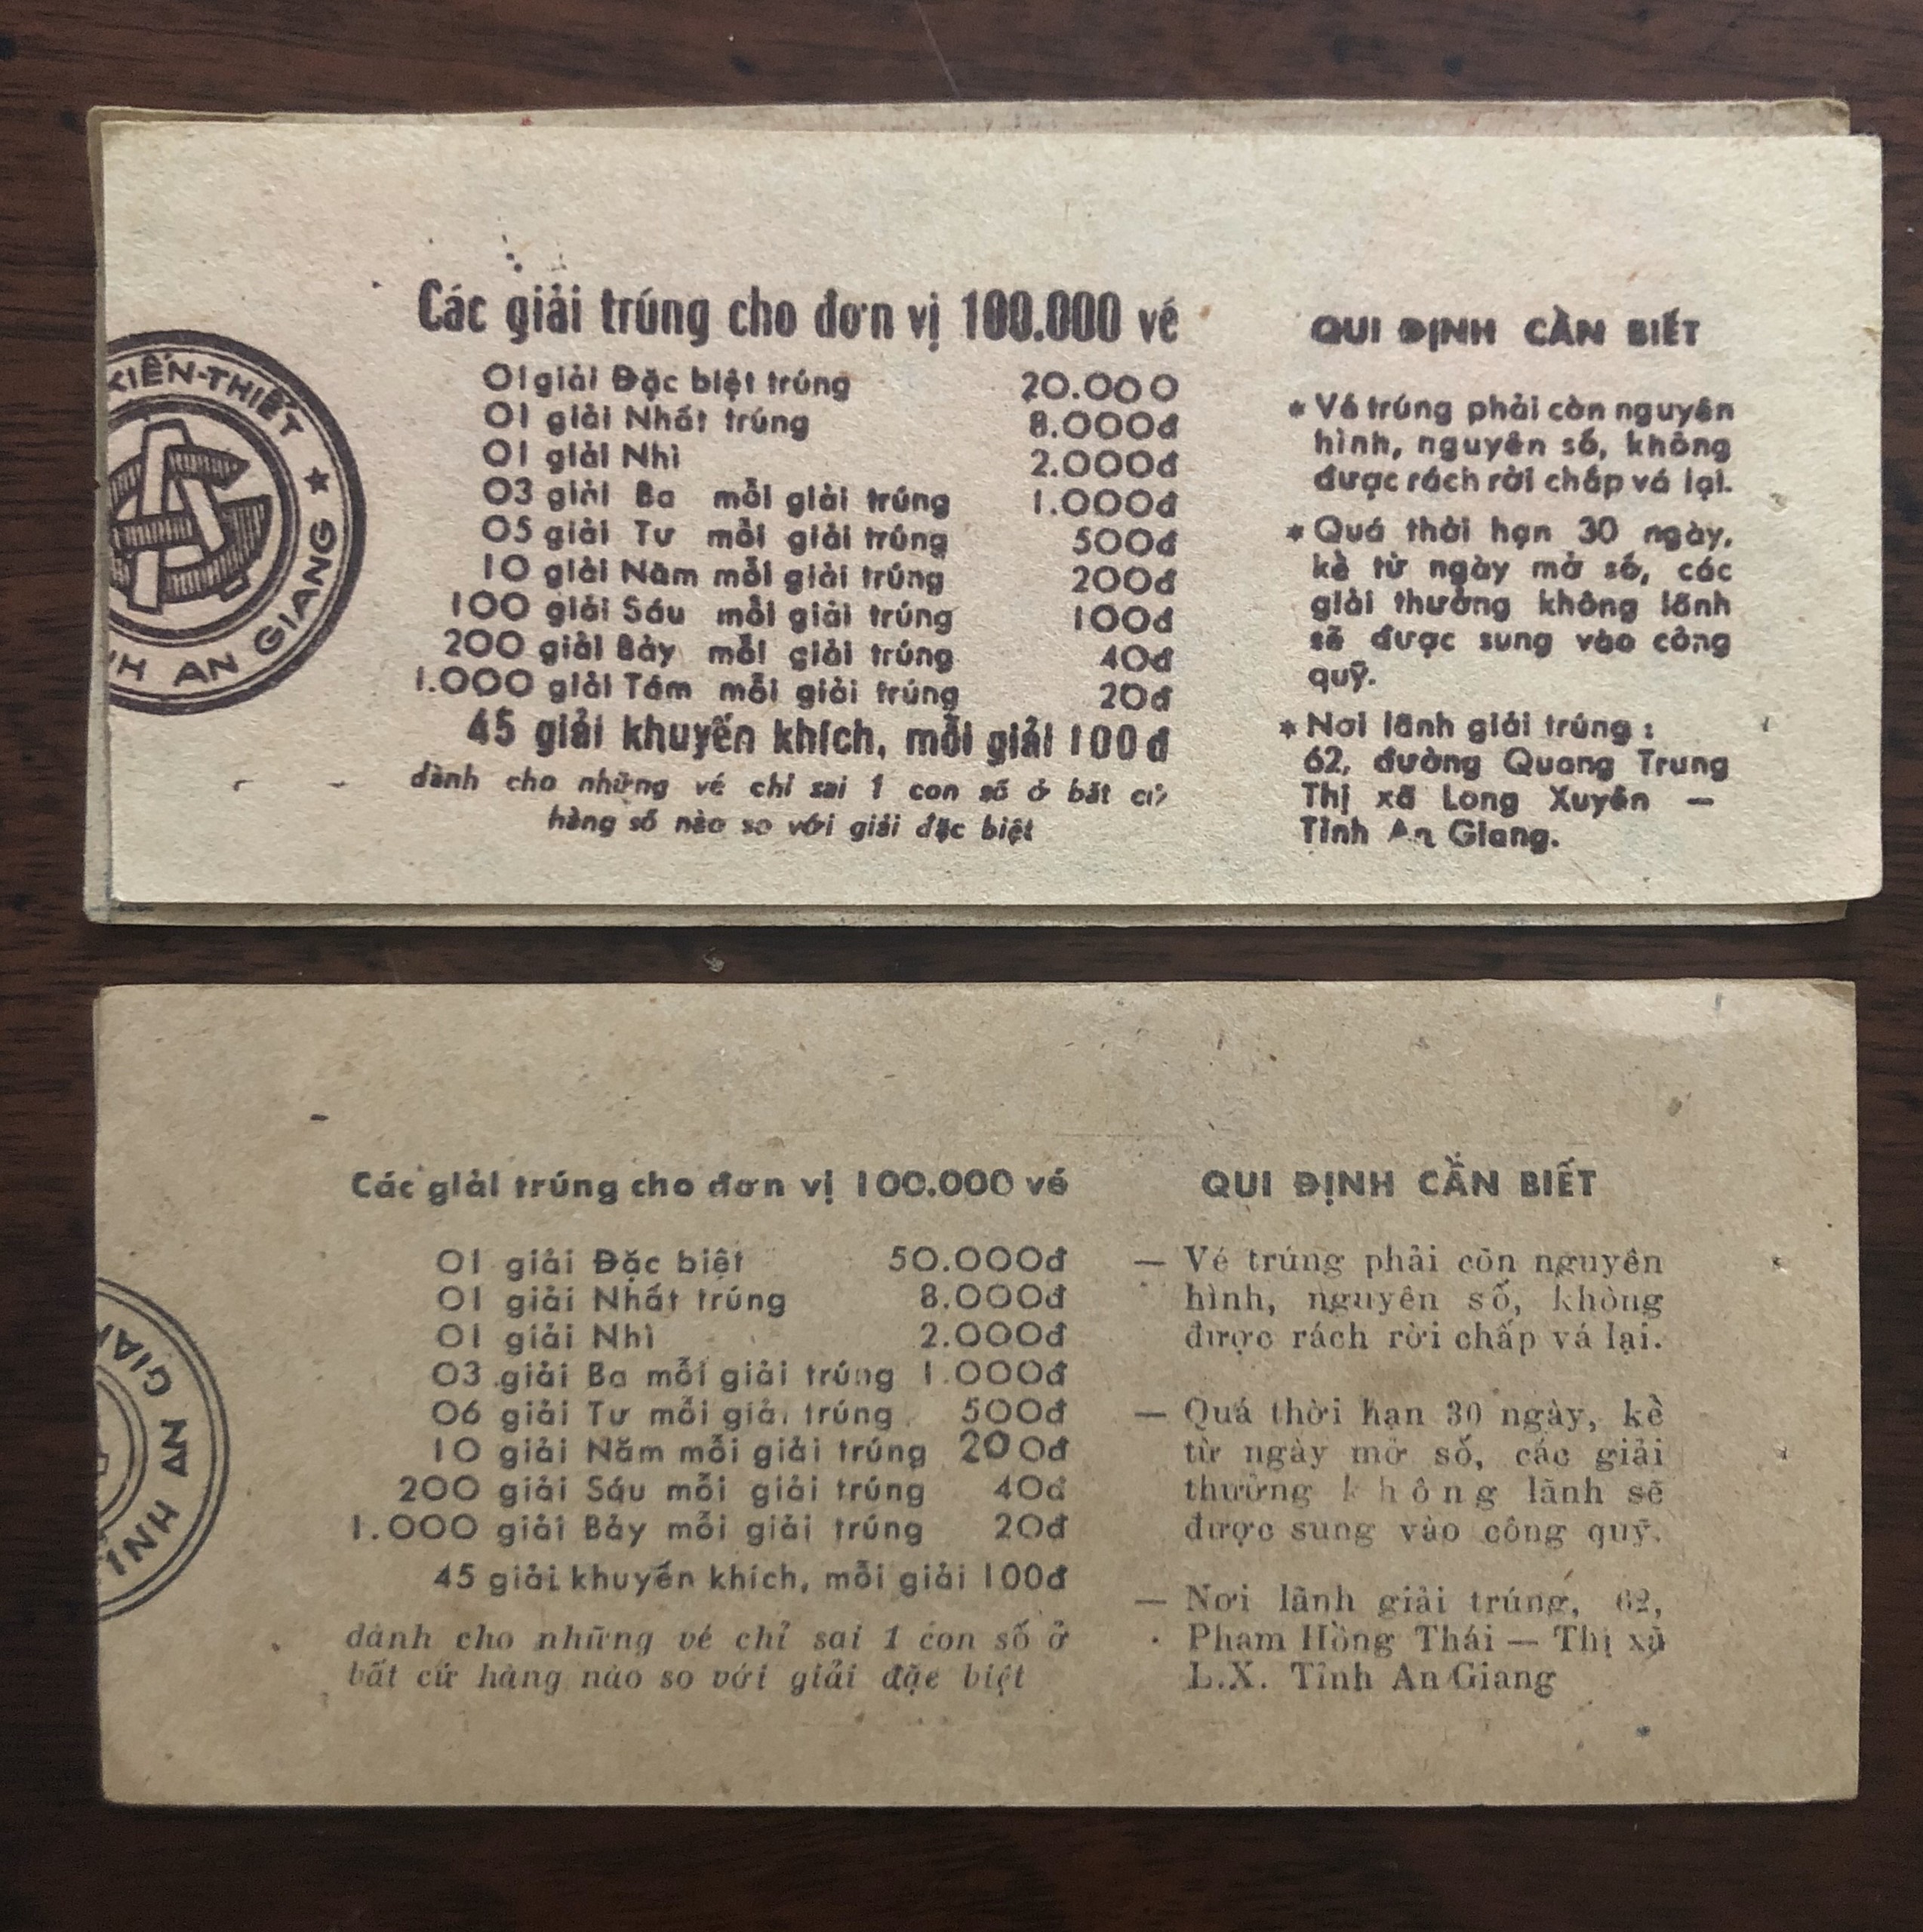 Các giải trúng cho đơn vị 100.000 vé
01 giải Đặc biệt trúng 20.000
01 giải Nhất trúng 8.000đ
01 giải Nhì 2.000đ
03 giải Ba mỗi giải trúng 1.000đ
05 giải Tư mỗi giải trúng 500đ
10 giải Năm mỗi giải trúng 200đ
100 giải Sáu mỗi giải trúng 100đ
200 giải Bảy mỗi giải trúng 40đ
1.000 giải Tám mỗi giải trúng 20đ
45 giải khuyến khích, mỗi giải 100đ
dành cho những vé chỉ sai 1 con số ở bất cứ
hàng số nào so với giải đặc biệt
QUI ĐỊNH CẦN BIẾT
* Vé trúng phải còn nguyên
hình, nguyên số, không
được rách rời chấp vá lại.
* Quá thời hạn 30 ngày,
kể từ ngày mở số, các
giải thưởng không lãnh
sẽ được sung vào công
quỹ.
* Nơi lãnh giải trúng :
62, đường Quang Trung
Thị xã Long Xuyên —
Tỉnh An Giang.
KIẾN-THIẾT ★
NH AN GIANG
Các giải trúng cho đơn vị 100.000 vé
01 giải Đặc biệt 50.000đ
01 giải Nhất trúng 8.000đ
01 giải Nhì 2.000đ
03 giải Ba mỗi giải trúng 1.000đ
06 giải Tư mỗi giải trúng 500đ
10 giải Năm mỗi giải trúng 200đ
200 giải Sáu mỗi giải trúng 40đ
1.000 giải Bảy mỗi giải trúng 20đ
45 giải khuyến khích, mỗi giải 100đ
dành cho những vé chỉ sai 1 con số ở
bất cứ hàng nào so với giải đặc biệt
QUI ĐỊNH CẦN BIẾT
— Vé trúng phải còn nguyên
hình, nguyên số, không
được rách rời chấp vá lại.
— Quá thời hạn 30 ngày, kể
từ ngày mở số, các giải
thưởng không lãnh sẽ
được sung vào công quỹ.
— Nơi lãnh giải trúng, 62,
Phạm Hồng Thái — Thị xã
L.X. Tỉnh An Giang
ỈNH AN GIAN